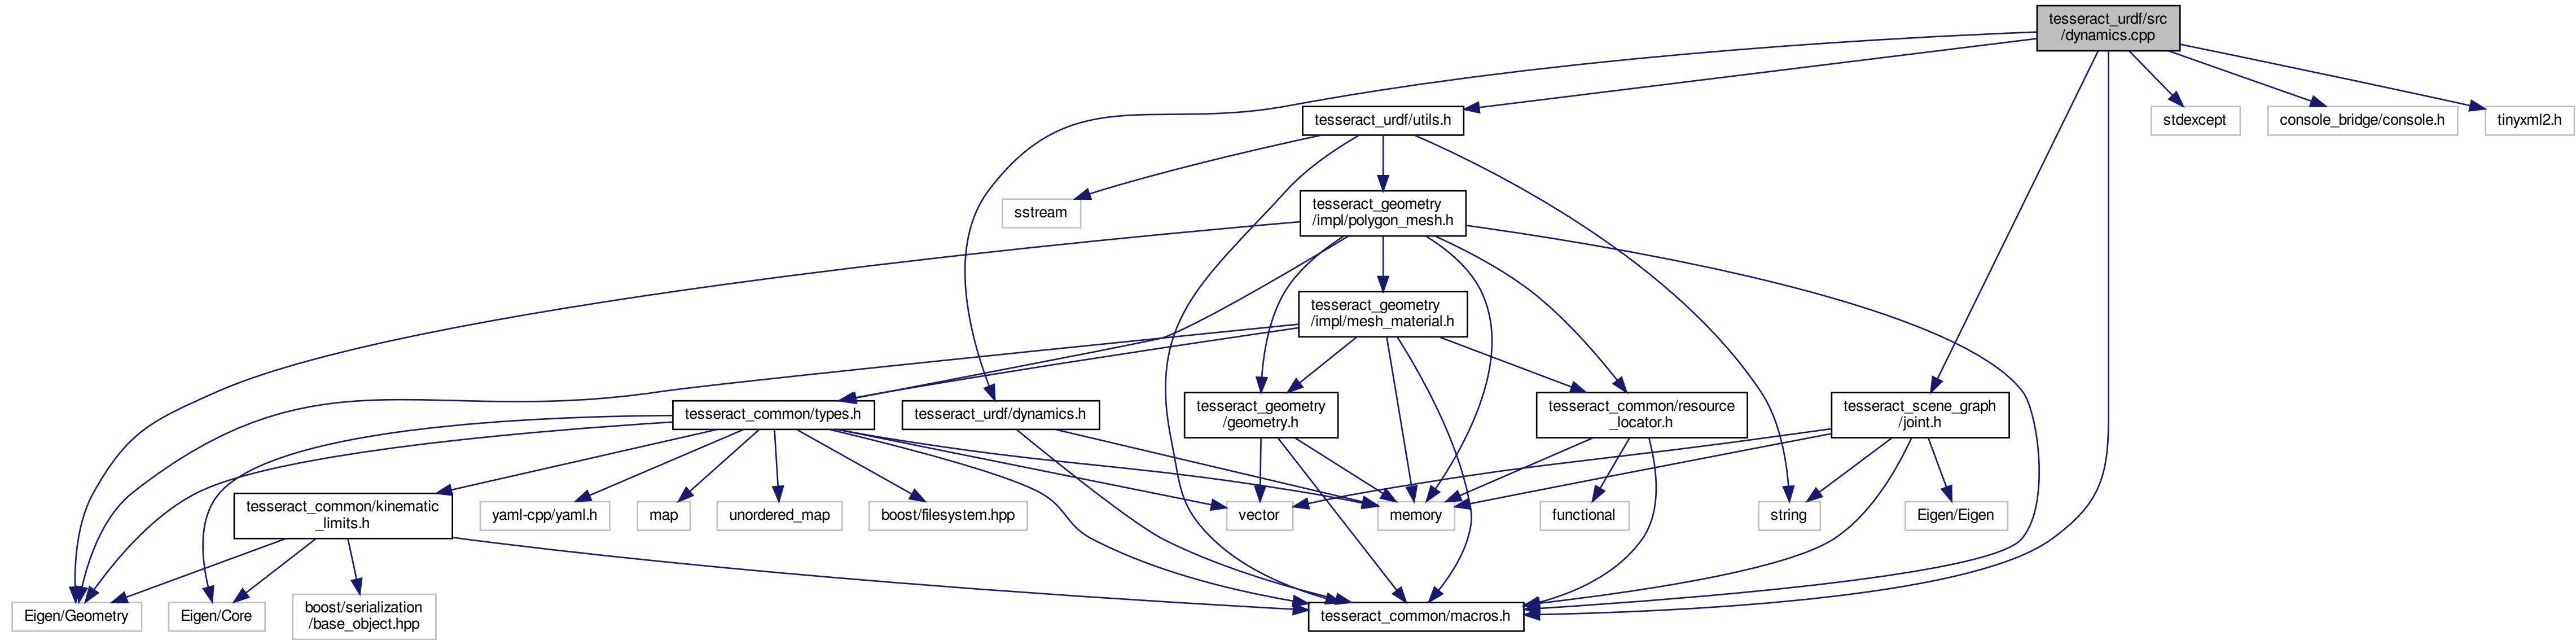 tesseract_urdf/src
/dynamics.cpp
tesseract_urdf/utils.h
stdexcept
console_bridge/console.h
tinyxml2.h
sstream
tesseract_geometry
/impl/polygon_mesh.h
tesseract_geometry
/impl/mesh_material.h
tesseract_common/types.h
tesseract_urdf/dynamics.h
tesseract_geometry
/geometry.h
tesseract_common/resource
_locator.h
tesseract_scene_graph
/joint.h
tesseract_common/kinematic
_limits.h
yaml-cpp/yaml.h
map
unordered_map
boost/filesystem.hpp
vector
memory
functional
string
Eigen/Eigen
Eigen/Geometry
Eigen/Core
boost/serialization
/base_object.hpp
tesseract_common/macros.h